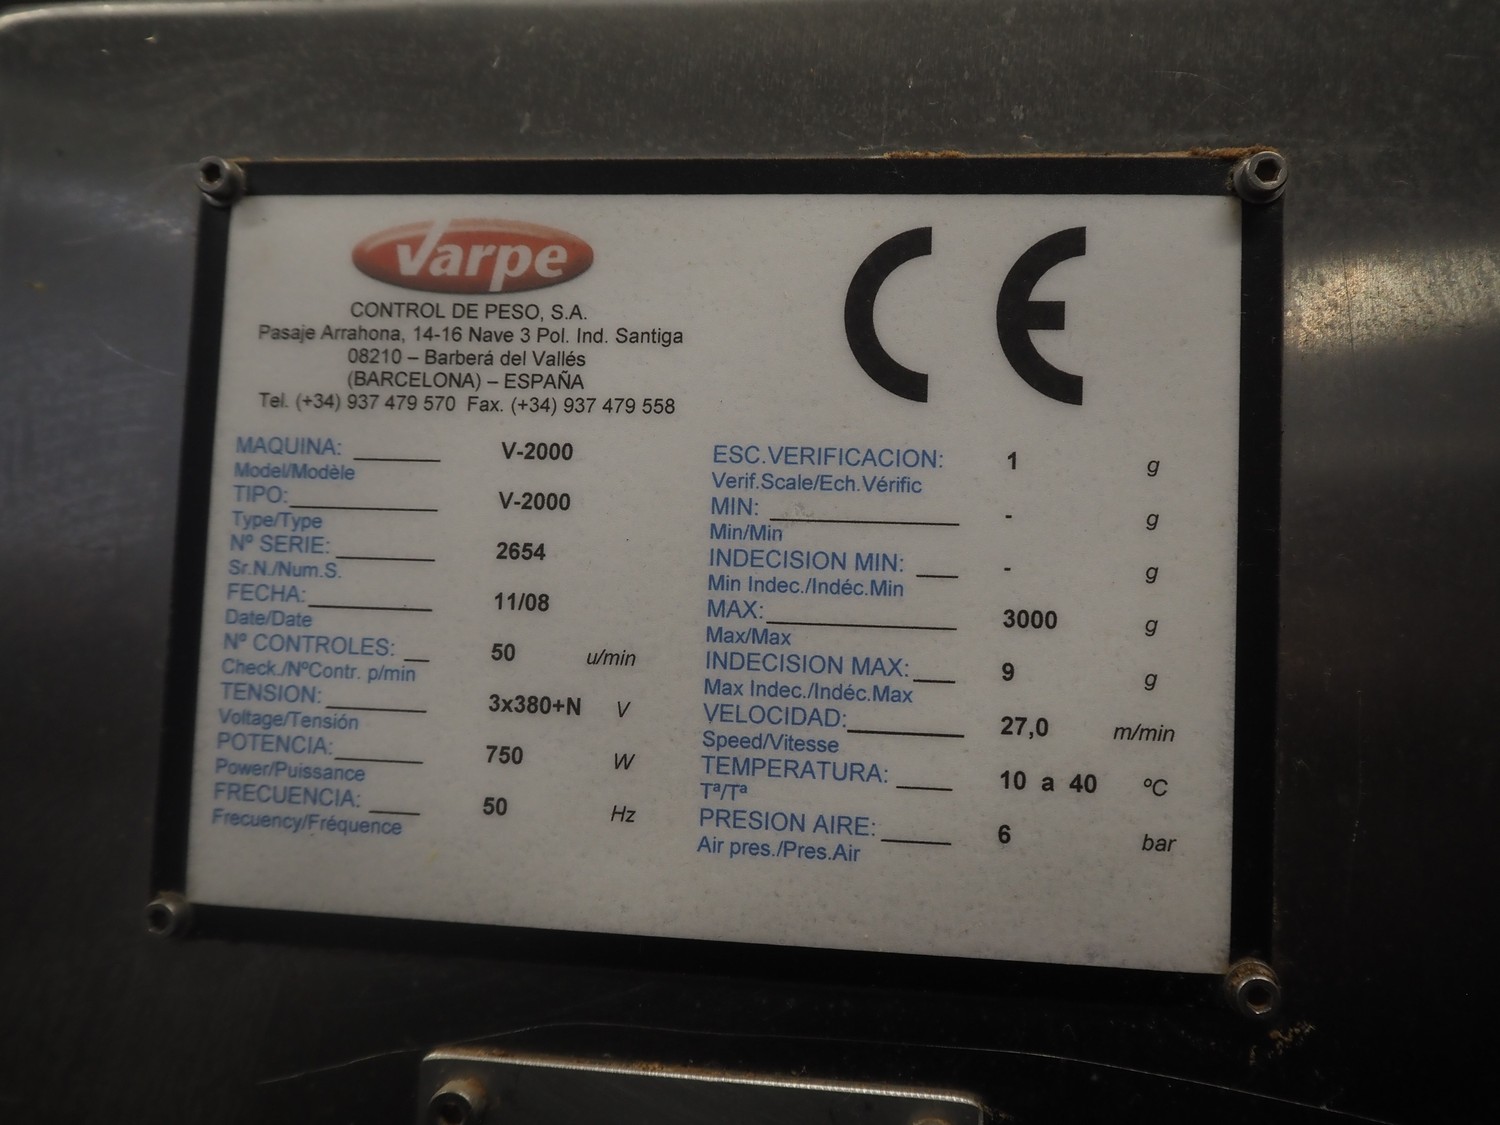 varpe
CE
CONTROL DE PESO, S.A.
Pasaje Arrahona, 14-16 Nave 3 Pol. Ind. Santiga
08210 – Barberá del Vallés
(BARCELONA) – ESPAÑA
Tel. (+34) 937 479 570 Fax. (+34) 937 479 558
MAQUINA: V-2000
Model/Modèle
TIPO: V-2000
Type/Type
Nº SERIE: 2654
Sr.N./Num.S.
FECHA: 11/08
Date/Date
Nº CONTROLES: 50 u/min
Check./NºContr. p/min
TENSION: 3x380+N V
Voltage/Tensión
POTENCIA: 750 W
Power/Puissance
FRECUENCIA: 50 Hz
Frecuency/Fréquence
ESC.VERIFICACION: 1 g
Verif.Scale/Ech.Vérific
MIN: - g
Min/Min
INDECISION MIN: - g
Min Indec./Indéc.Min
MAX: 3000 g
Max/Max
INDECISION MAX: 9 g
Max Indec./Indéc.Max
VELOCIDAD: 27,0 m/min
Speed/Vitesse
TEMPERATURA: 10 a 40 ºC
Tª/Tª
PRESION AIRE: 6 bar
Air pres./Pres.Air